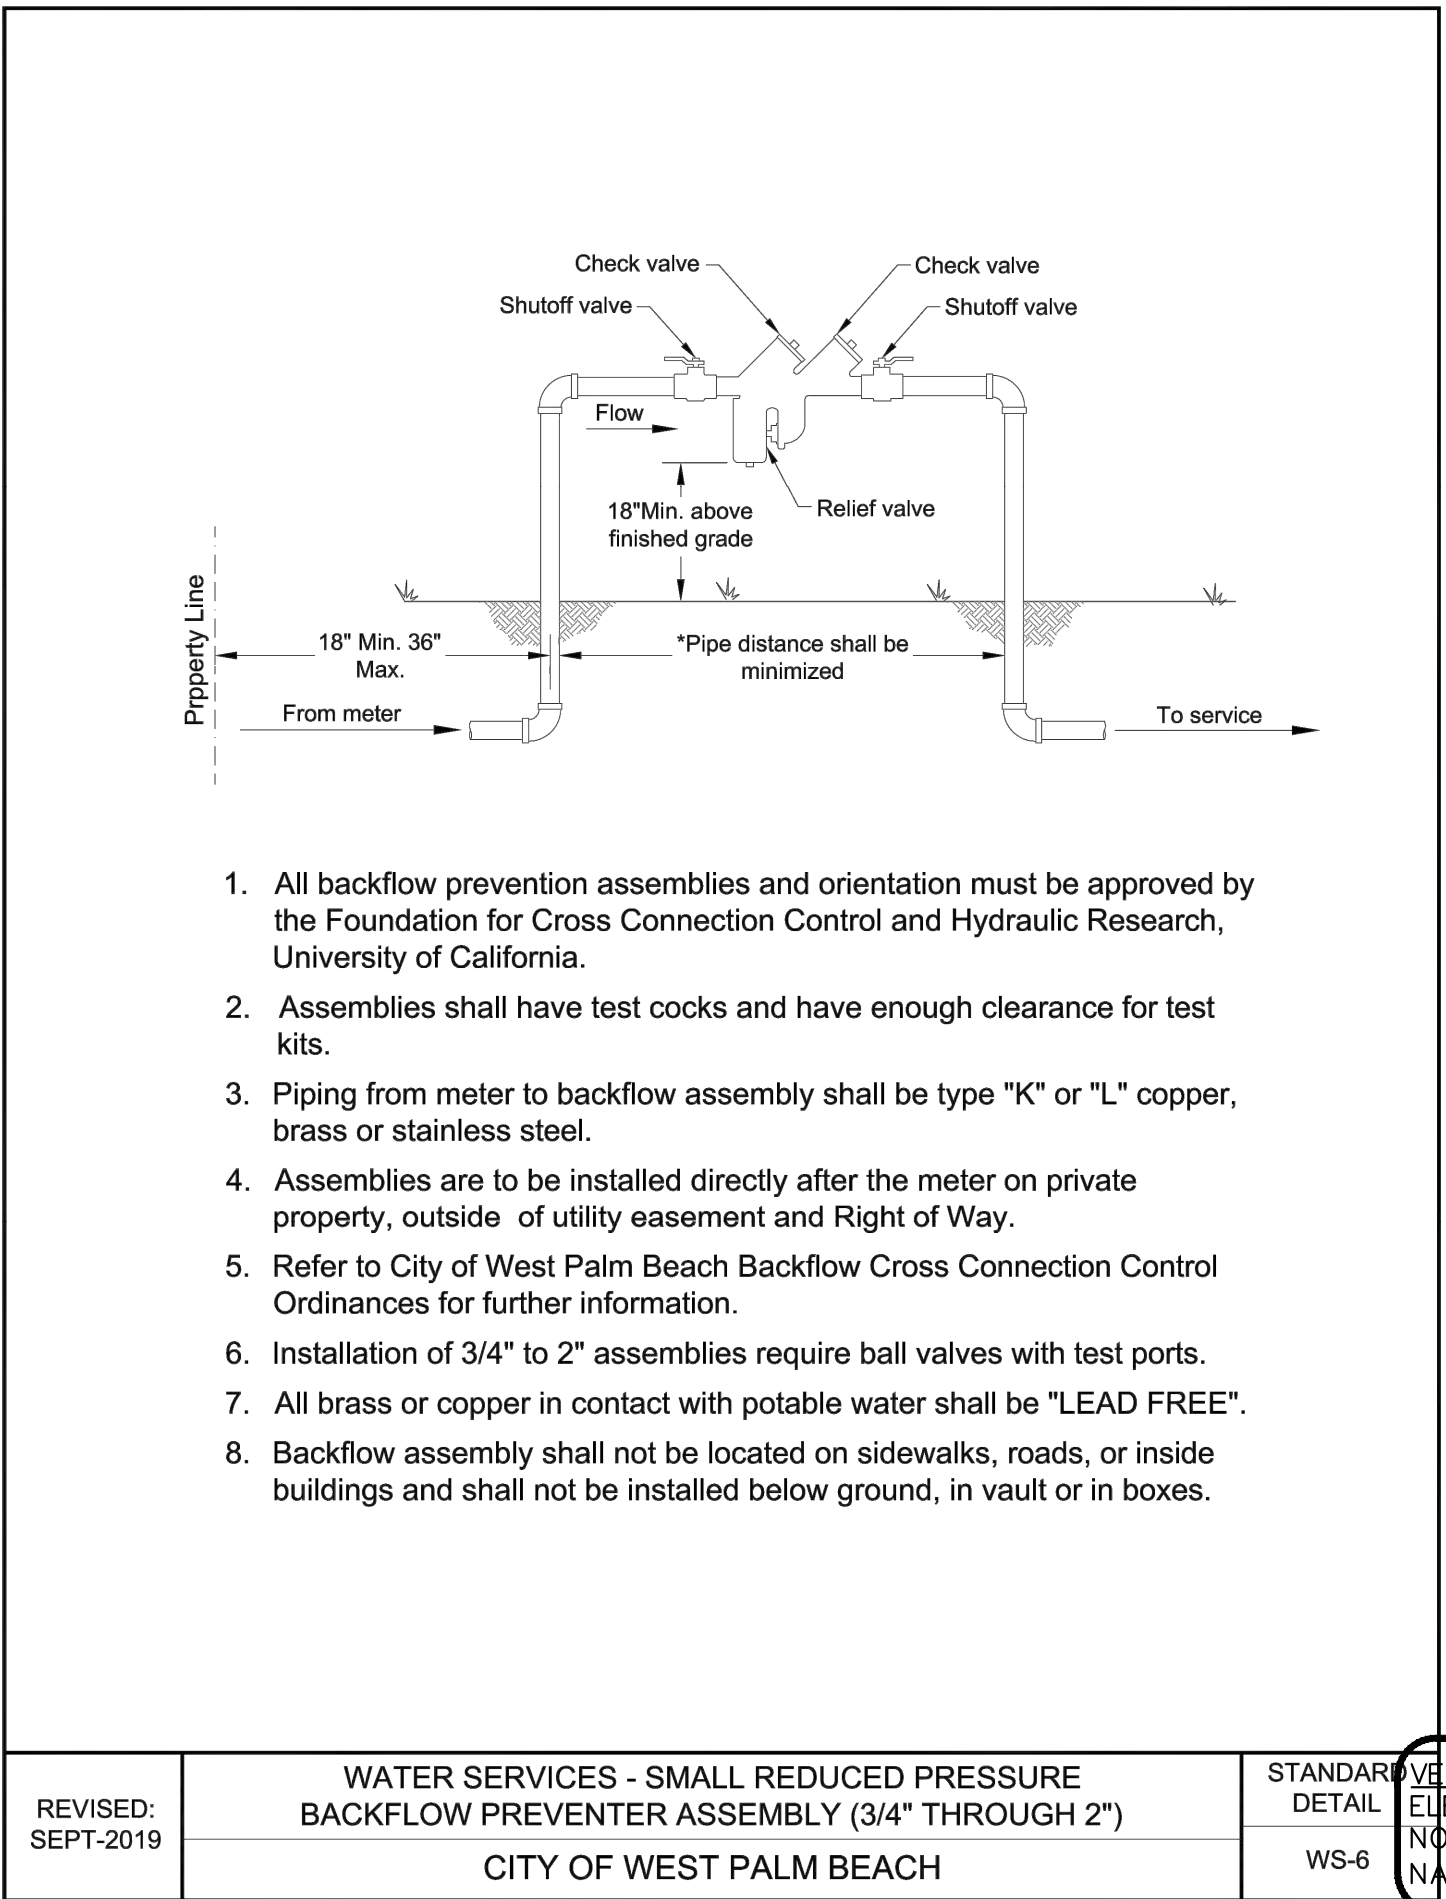 Check valve
Check valve
Shutoff valve
Shutoff valve
Flow
18"Min. above
finished grade
Relief valve
Prpperty Line
18" Min. 36"
Max.
*Pipe distance shall be
minimized
From meter
To service
1. All backflow prevention assemblies and orientation must be approved by
the Foundation for Cross Connection Control and Hydraulic Research,
University of California.
2. Assemblies shall have test cocks and have enough clearance for test
kits.
3. Piping from meter to backflow assembly shall be type "K" or "L" copper,
brass or stainless steel.
4. Assemblies are to be installed directly after the meter on private
property, outside of utility easement and Right of Way.
5. Refer to City of West Palm Beach Backflow Cross Connection Control
Ordinances for further information.
6. Installation of 3/4" to 2" assemblies require ball valves with test ports.
7. All brass or copper in contact with potable water shall be "LEAD FREE".
8. Backflow assembly shall not be located on sidewalks, roads, or inside
buildings and shall not be installed below ground, in vault or in boxes.
REVISED:
SEPT-2019
WATER SERVICES - SMALL REDUCED PRESSURE
BACKFLOW PREVENTER ASSEMBLY (3/4" THROUGH 2")
CITY OF WEST PALM BEACH
STANDARD
DETAIL
WS-6